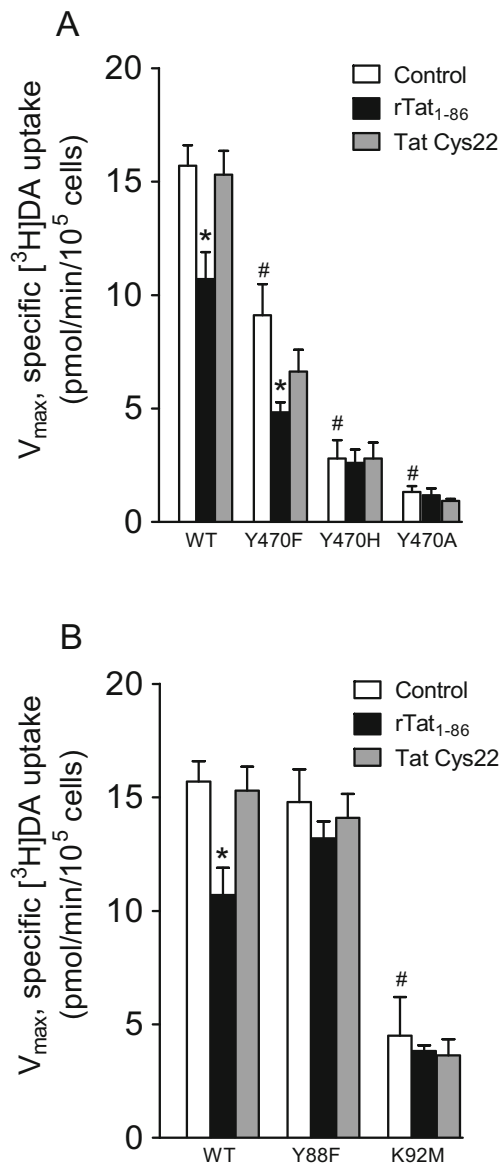 A
V_max, specific [³H]DA uptake
(pmol/min/10⁵ cells)
20
15
10
5
0
Control
rTat₁₋₈₆
Tat Cys22
*
#
*
#
#
WT Y470F Y470H Y470A
B
V_max, specific [³H]DA uptake
(pmol/min/10⁵ cells)
20
15
10
5
0
Control
rTat₁₋₈₆
Tat Cys22
*
#
WT Y88F K92M